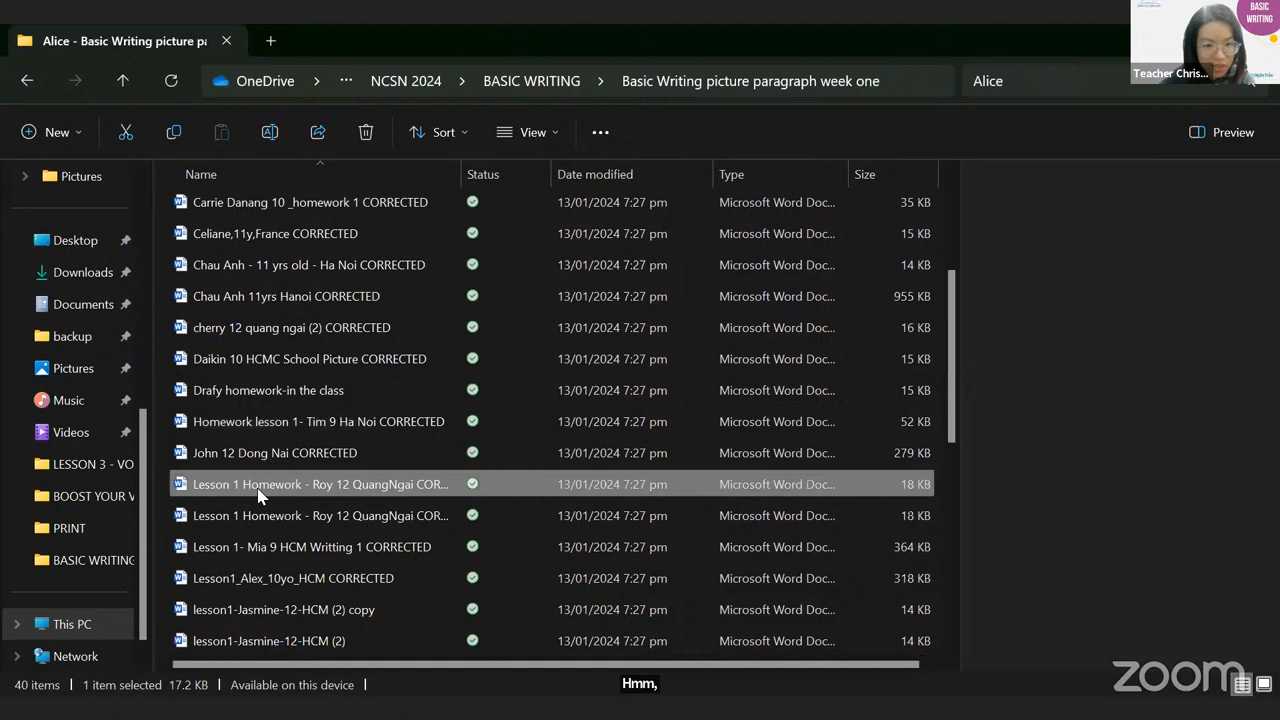 BASIC
WRITING
Alice - Basic Writing picture pa
Teacher Chris...
OneDrive
NCSN 2024
BASIC WRITING
Basic Writing picture paragraph week one
Alice
New
Sort
View
Preview
Name
Status
Date modified
Type
Size
Pictures
Desktop
Downloads
Documents
backup
Pictures
Music
Videos
LESSON 3 - VO
BOOST YOUR V
PRINT
BASIC WRITING
This PC
Network
Carrie Danang 10 _homework 1 CORRECTED 13/01/2024 7:27 pm Microsoft Word Doc... 35 KB
Celiane,11y,France CORRECTED 13/01/2024 7:27 pm Microsoft Word Doc... 15 KB
Chau Anh - 11 yrs old - Ha Noi CORRECTED 13/01/2024 7:27 pm Microsoft Word Doc... 14 KB
Chau Anh 11yrs Hanoi CORRECTED 13/01/2024 7:27 pm Microsoft Word Doc... 955 KB
cherry 12 quang ngai (2) CORRECTED 13/01/2024 7:27 pm Microsoft Word Doc... 16 KB
Daikin 10 HCMC School Picture CORRECTED 13/01/2024 7:27 pm Microsoft Word Doc... 15 KB
Drafy homework-in the class 13/01/2024 7:27 pm Microsoft Word Doc... 15 KB
Homework lesson 1- Tim 9 Ha Noi CORRECTED 13/01/2024 7:27 pm Microsoft Word Doc... 52 KB
John 12 Dong Nai CORRECTED 13/01/2024 7:27 pm Microsoft Word Doc... 279 KB
Lesson 1 Homework - Roy 12 QuangNgai COR... 13/01/2024 7:27 pm Microsoft Word Doc... 18 KB
Lesson 1 Homework - Roy 12 QuangNgai COR... 13/01/2024 7:27 pm Microsoft Word Doc... 18 KB
Lesson 1- Mia 9 HCM Writting 1 CORRECTED 13/01/2024 7:27 pm Microsoft Word Doc... 364 KB
Lesson1_Alex_10yo_HCM CORRECTED 13/01/2024 7:27 pm Microsoft Word Doc... 318 KB
lesson1-Jasmine-12-HCM (2) copy 13/01/2024 7:27 pm Microsoft Word Doc... 14 KB
lesson1-Jasmine-12-HCM (2) 13/01/2024 7:27 pm Microsoft Word Doc... 14 KB
40 items
1 item selected 17.2 KB
Available on this device
Hmm,
zoom